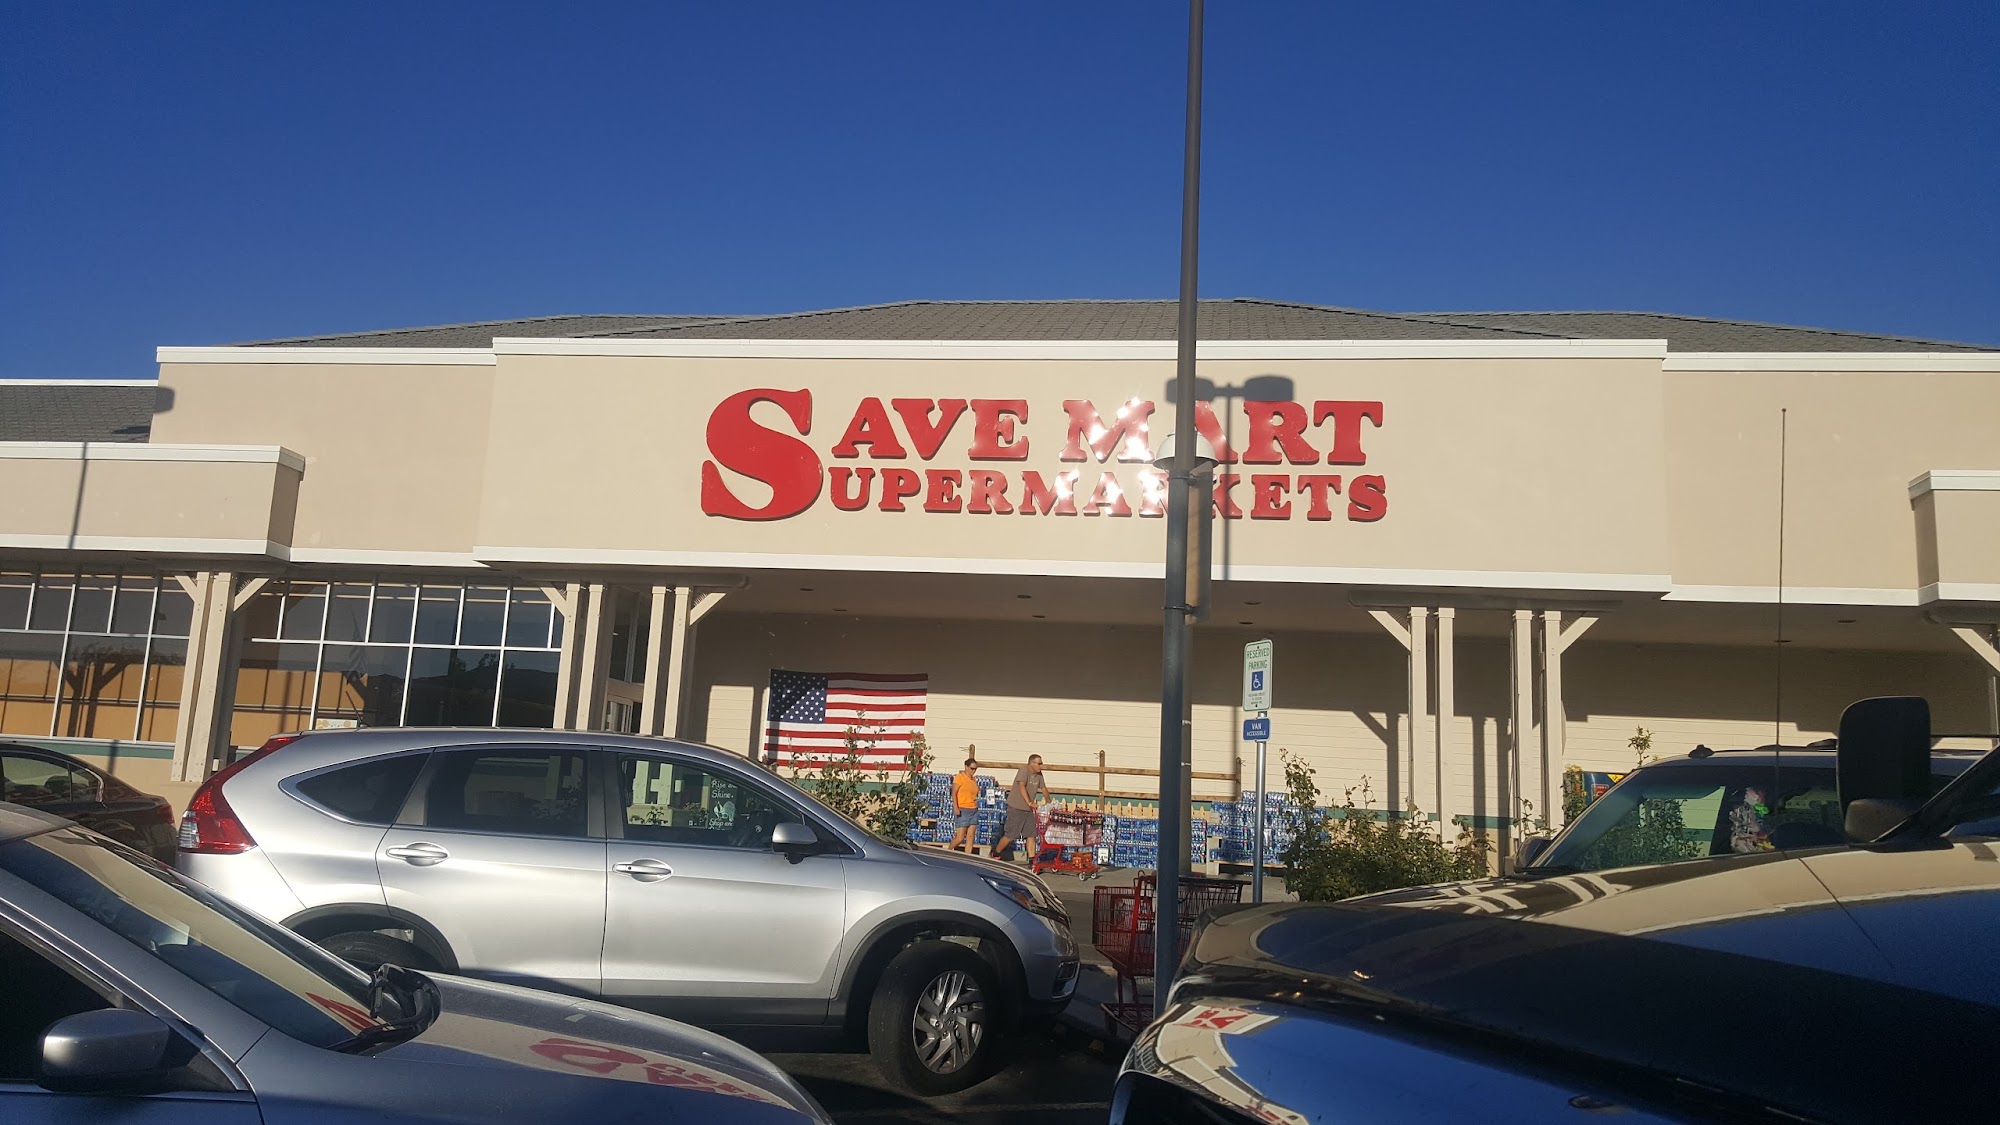 SAVE MART
SUPERMARKETS
RESERVED
PARKING
VAN
ACCESSIBLE